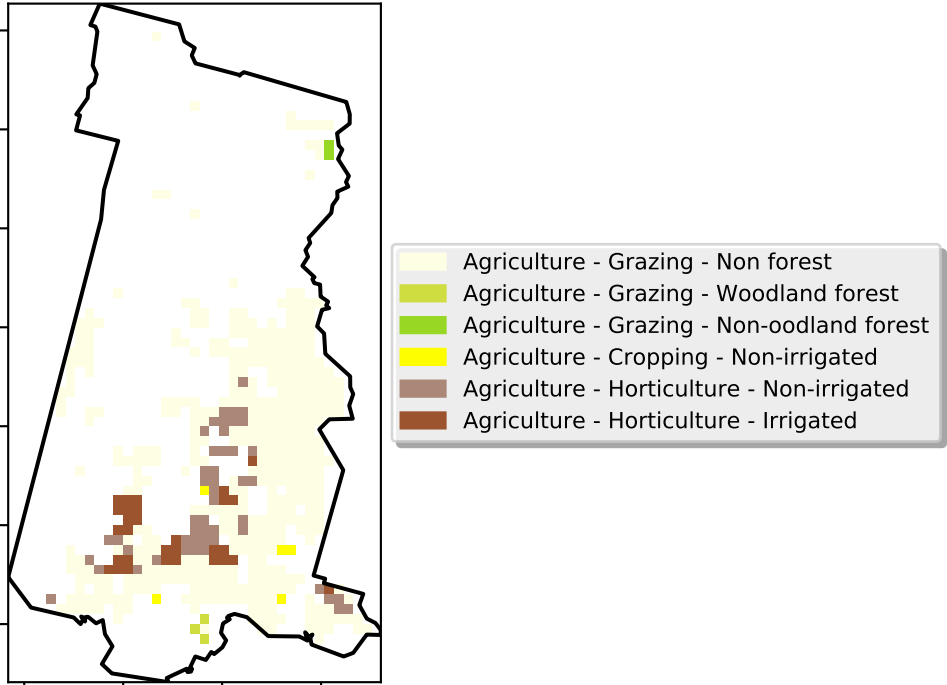 Agriculture - Grazing - Non forest
Agriculture - Grazing - Woodland forest
Agriculture - Grazing - Non-oodland forest
Agriculture - Cropping - Non-irrigated
Agriculture - Horticulture - Non-irrigated
Agriculture - Horticulture - Irrigated